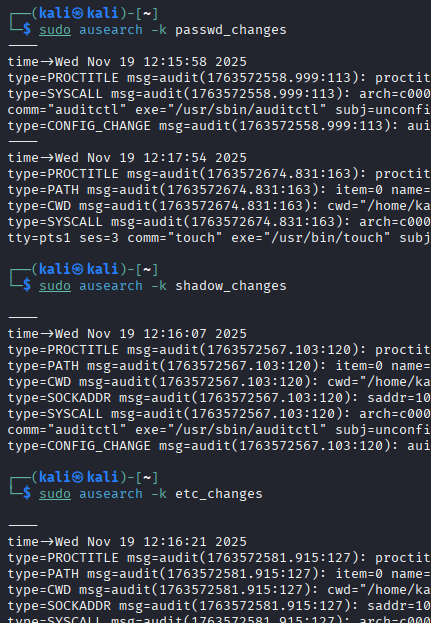 ┌──(kali㉿kali)-[~]
└─$ sudo ausearch -k passwd_changes
----
time→Wed Nov 19 12:15:58 2025
type=PROCTITLE msg=audit(1763572558.999:113): proctit
type=SYSCALL msg=audit(1763572558.999:113): arch=c000
comm="auditctl" exe="/usr/sbin/auditctl" subj=unconfi
type=CONFIG_CHANGE msg=audit(1763572558.999:113): aui
----
time→Wed Nov 19 12:17:54 2025
type=PROCTITLE msg=audit(1763572674.831:163): proctit
type=PATH msg=audit(1763572674.831:163): item=0 name=
type=CWD msg=audit(1763572674.831:163): cwd="/home/ka
type=SYSCALL msg=audit(1763572674.831:163): arch=c000
tty=pts1 ses=3 comm="touch" exe="/usr/bin/touch" subj
┌──(kali㉿kali)-[~]
└─$ sudo ausearch -k shadow_changes
----
time→Wed Nov 19 12:16:07 2025
type=PROCTITLE msg=audit(1763572567.103:120): proctit
type=PATH msg=audit(1763572567.103:120): item=0 name=
type=CWD msg=audit(1763572567.103:120): cwd="/home/ka
type=SOCKADDR msg=audit(1763572567.103:120): saddr=10
type=SYSCALL msg=audit(1763572567.103:120): arch=c000
comm="auditctl" exe="/usr/sbin/auditctl" subj=unconfi
type=CONFIG_CHANGE msg=audit(1763572567.103:120): aui
┌──(kali㉿kali)-[~]
└─$ sudo ausearch -k etc_changes
----
time→Wed Nov 19 12:16:21 2025
type=PROCTITLE msg=audit(1763572581.915:127): proctit
type=PATH msg=audit(1763572581.915:127): item=0 name=
type=CWD msg=audit(1763572581.915:127): cwd="/home/ka
type=SOCKADDR msg=audit(1763572581.915:127): saddr=10
type=SYSCALL msg=audit(1763572581.915:127): arch=c000